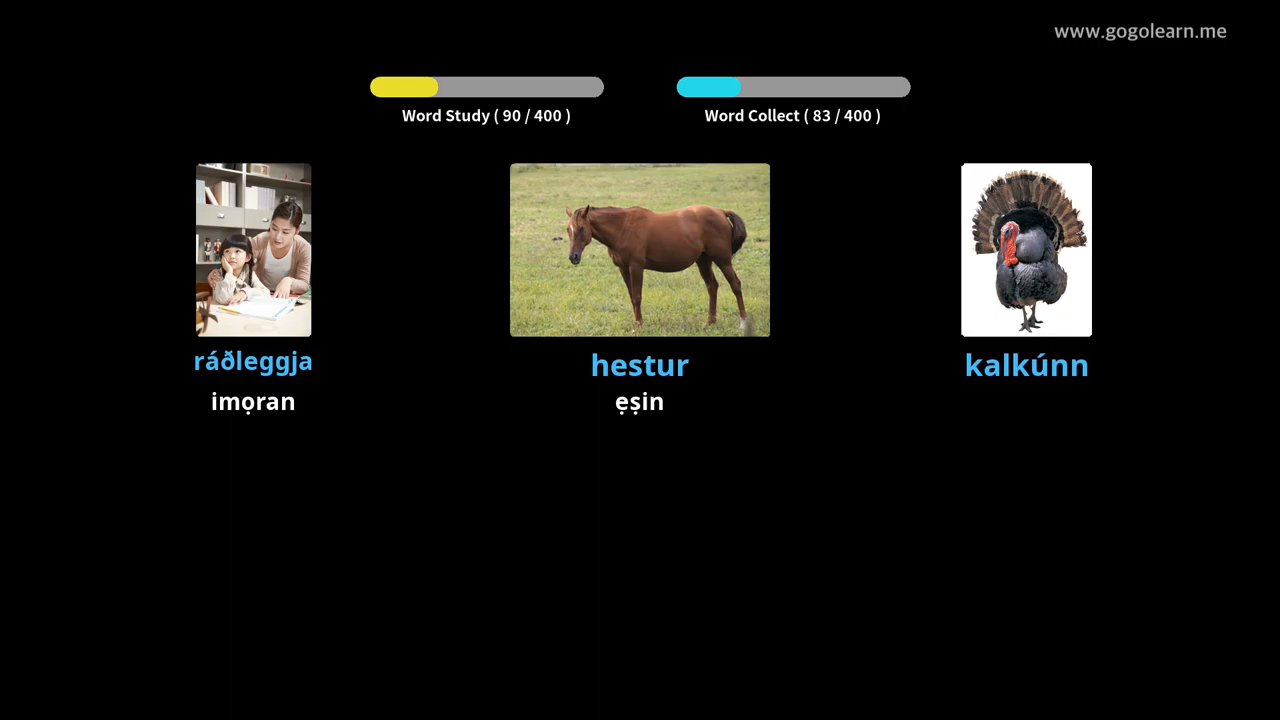 www.gogolearn.me
Word Study ( 90 / 400 )
Word Collect ( 83 / 400 )
ráðleggja
imọran
hestur
ẹṣin
kalkúnn